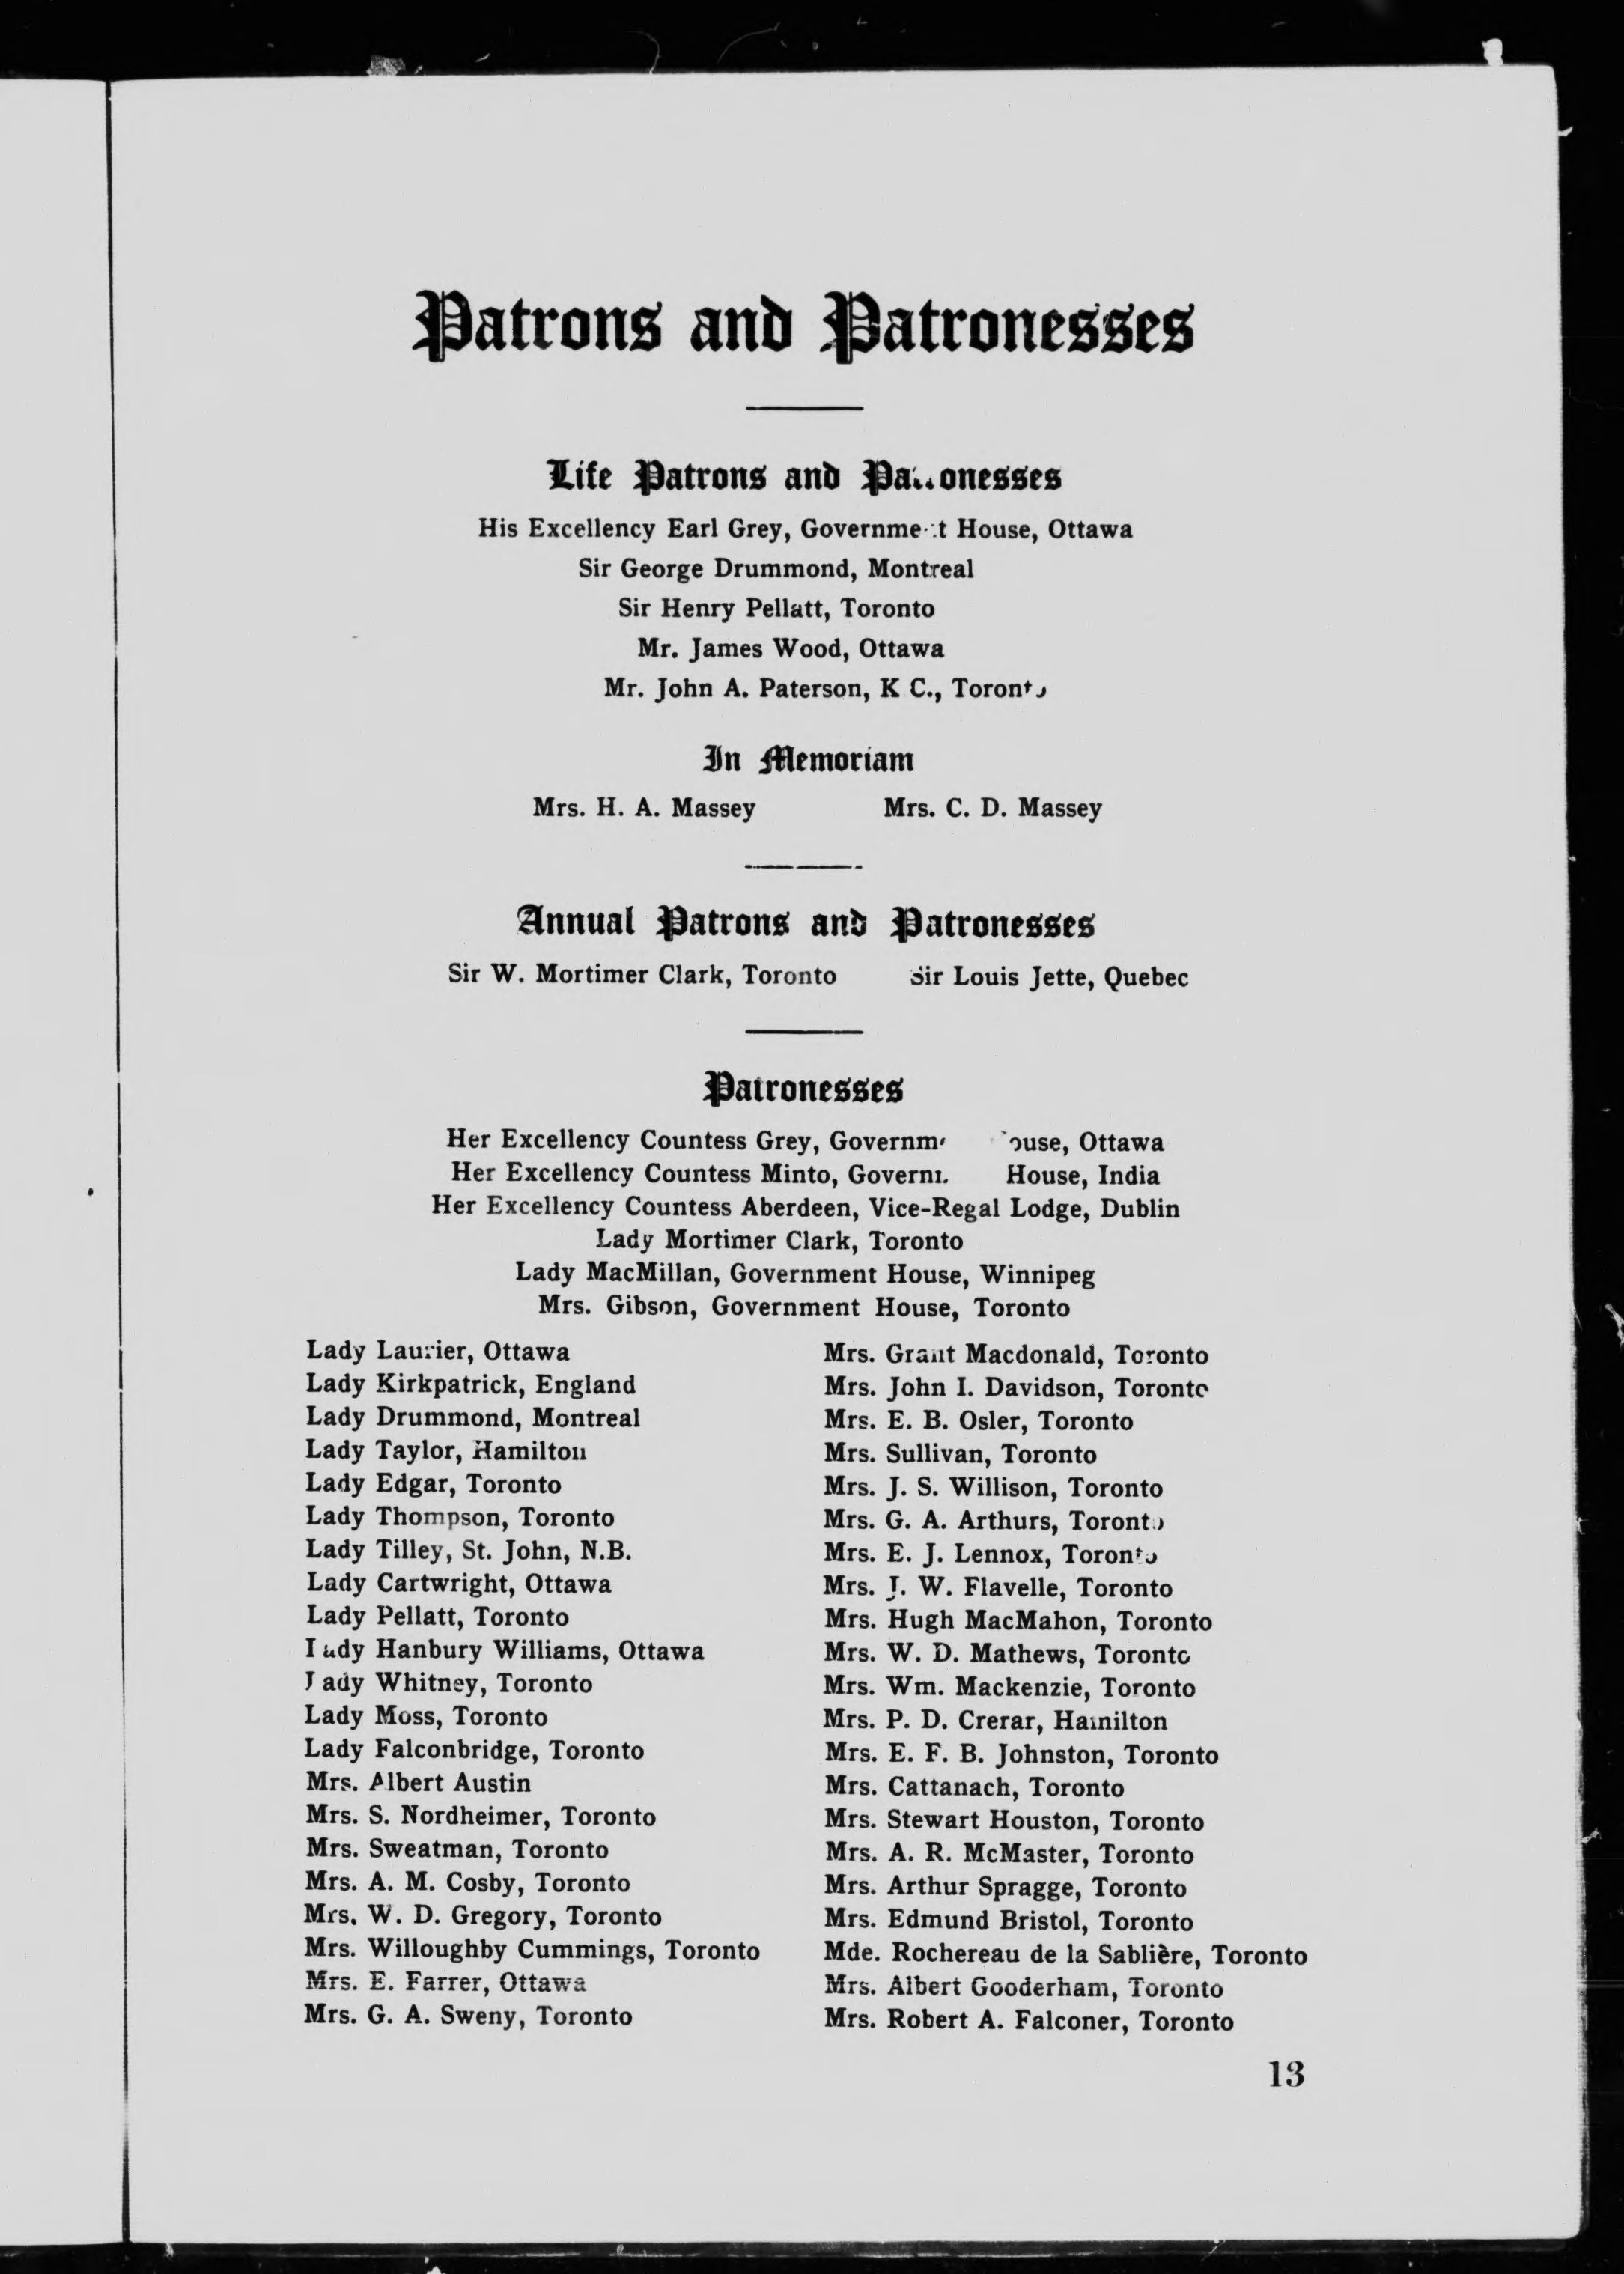 Patrons and Patronesses
Life Patrons and Patronesses
His Excellency Earl Grey, Government House, Ottawa
Sir George Drummond, Montreal
Sir Henry Pellatt, Toronto
Mr. James Wood, Ottawa
Mr. John A. Paterson, K C., Toronto
In Memoriam
Mrs. H. A. Massey
Mrs. C. D. Massey
Annual Patrons and Patronesses
Sir W. Mortimer Clark, Toronto
Sir Louis Jette, Quebec
Patronesses
Her Excellency Countess Grey, Government House, Ottawa
Her Excellency Countess Minto, Government House, India
Her Excellency Countess Aberdeen, Vice-Regal Lodge, Dublin
Lady Mortimer Clark, Toronto
Lady MacMillan, Government House, Winnipeg
Mrs. Gibson, Government House, Toronto
Lady Laurier, Ottawa
Lady Kirkpatrick, England
Lady Drummond, Montreal
Lady Taylor, Hamilton
Lady Edgar, Toronto
Lady Thompson, Toronto
Lady Tilley, St. John, N.B.
Lady Cartwright, Ottawa
Lady Pellatt, Toronto
Lady Hanbury Williams, Ottawa
Lady Whitney, Toronto
Lady Moss, Toronto
Lady Falconbridge, Toronto
Mrs. Albert Austin
Mrs. S. Nordheimer, Toronto
Mrs. Sweatman, Toronto
Mrs. A. M. Cosby, Toronto
Mrs. W. D. Gregory, Toronto
Mrs. Willoughby Cummings, Toronto
Mrs. E. Farrer, Ottawa
Mrs. G. A. Sweny, Toronto
Mrs. Grant Macdonald, Toronto
Mrs. John I. Davidson, Toronto
Mrs. E. B. Osler, Toronto
Mrs. Sullivan, Toronto
Mrs. J. S. Willison, Toronto
Mrs. G. A. Arthurs, Toronto
Mrs. E. J. Lennox, Toronto
Mrs. J. W. Flavelle, Toronto
Mrs. Hugh MacMahon, Toronto
Mrs. W. D. Mathews, Toronto
Mrs. Wm. Mackenzie, Toronto
Mrs. P. D. Crerar, Hamilton
Mrs. E. F. B. Johnston, Toronto
Mrs. Cattanach, Toronto
Mrs. Stewart Houston, Toronto
Mrs. A. R. McMaster, Toronto
Mrs. Arthur Spragge, Toronto
Mrs. Edmund Bristol, Toronto
Mde. Rochereau de la Sablière, Toronto
Mrs. Albert Gooderham, Toronto
Mrs. Robert A. Falconer, Toronto
13